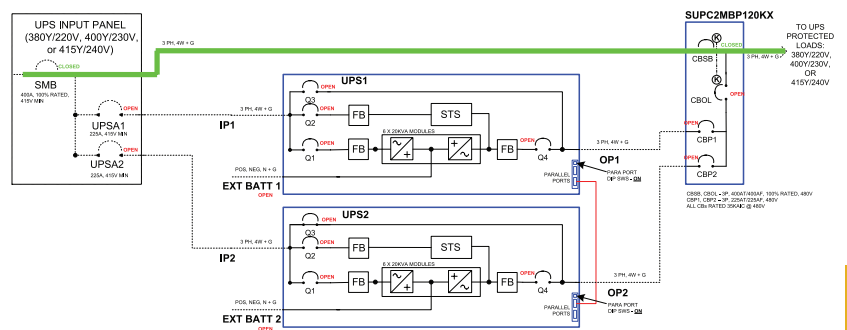 UPS INPUT PANEL
(380Y/220V, 400Y/230V,
or 415Y/240V)
CLOSED
SMB
400A, 100% RATED,
415V MIN
OPEN
UPSA1
225A, 415V MIN
OPEN
UPSA2
225A, 415V MIN
3 PH, 4W + G
3 PH, 4W + G
IP1
UPS1
OPEN
Q3
OPEN
Q2
FB
STS
6 X 20KVA MODULES
OPEN
Q1
FB
FB
OPEN
Q4
POS, NEG, N + G
EXT BATT 1
OPEN
PARALLEL
PORTS
OP1
PARA PORT
DIP SWS - ON
3 PH, 4W + G
IP2
UPS2
OPEN
Q3
OPEN
Q2
FB
STS
6 X 20KVA MODULES
OPEN
Q1
FB
FB
OPEN
Q4
POS, NEG, N + G
EXT BATT 2
OPEN
PARALLEL
PORTS
OP2
PARA PORT
DIP SWS - ON
3 PH, 4W + G
3 PH, 4W + G
SUPC2MBP120KX
K
CBSB
CLOSED
K
CBOL
OPEN
OPEN
CBP1
OPEN
CBP2
3 PH, 4W + G
TO UPS
PROTECTED
LOADS:
380Y/220V,
400Y/230V,
OR
415Y/240V
CBSB, CBOL – 3P, 400AT/400AF, 100% RATED, 480V
CBP1, CBP2 – 3P, 225AT/225AF, 480V
ALL CBs RATED 35KAIC @ 480V